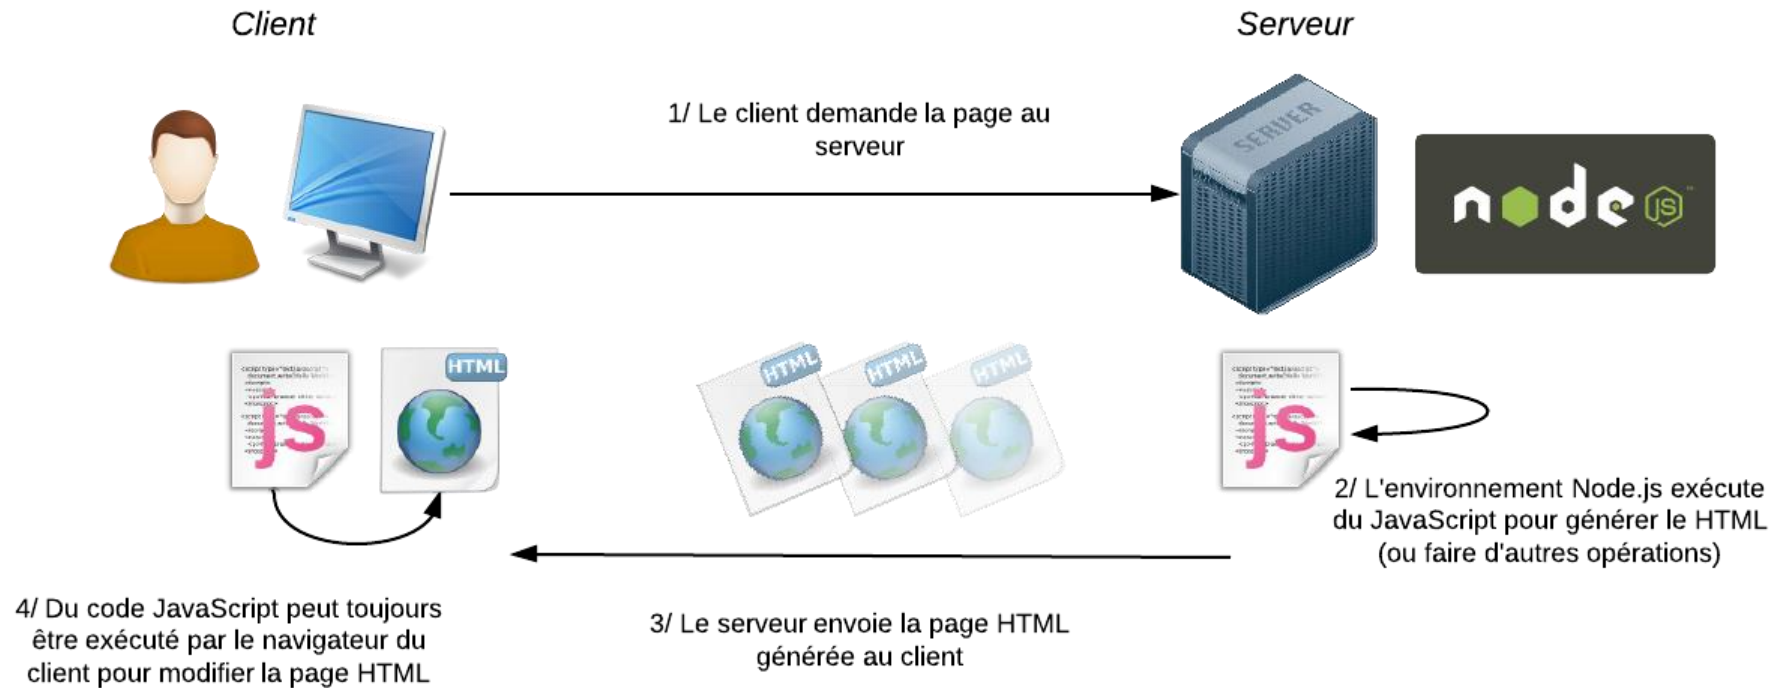 Client
Serveur
1/ Le client demande la page au
serveur
SERVER
node JS
HTML
HTML
HTML
HTML
js
js
2/ L'environnement Node.js exécute
du JavaScript pour générer le HTML
(ou faire d'autres opérations)
3/ Le serveur envoie la page HTML
générée au client
4/ Du code JavaScript peut toujours
être exécuté par le navigateur du
client pour modifier la page HTML